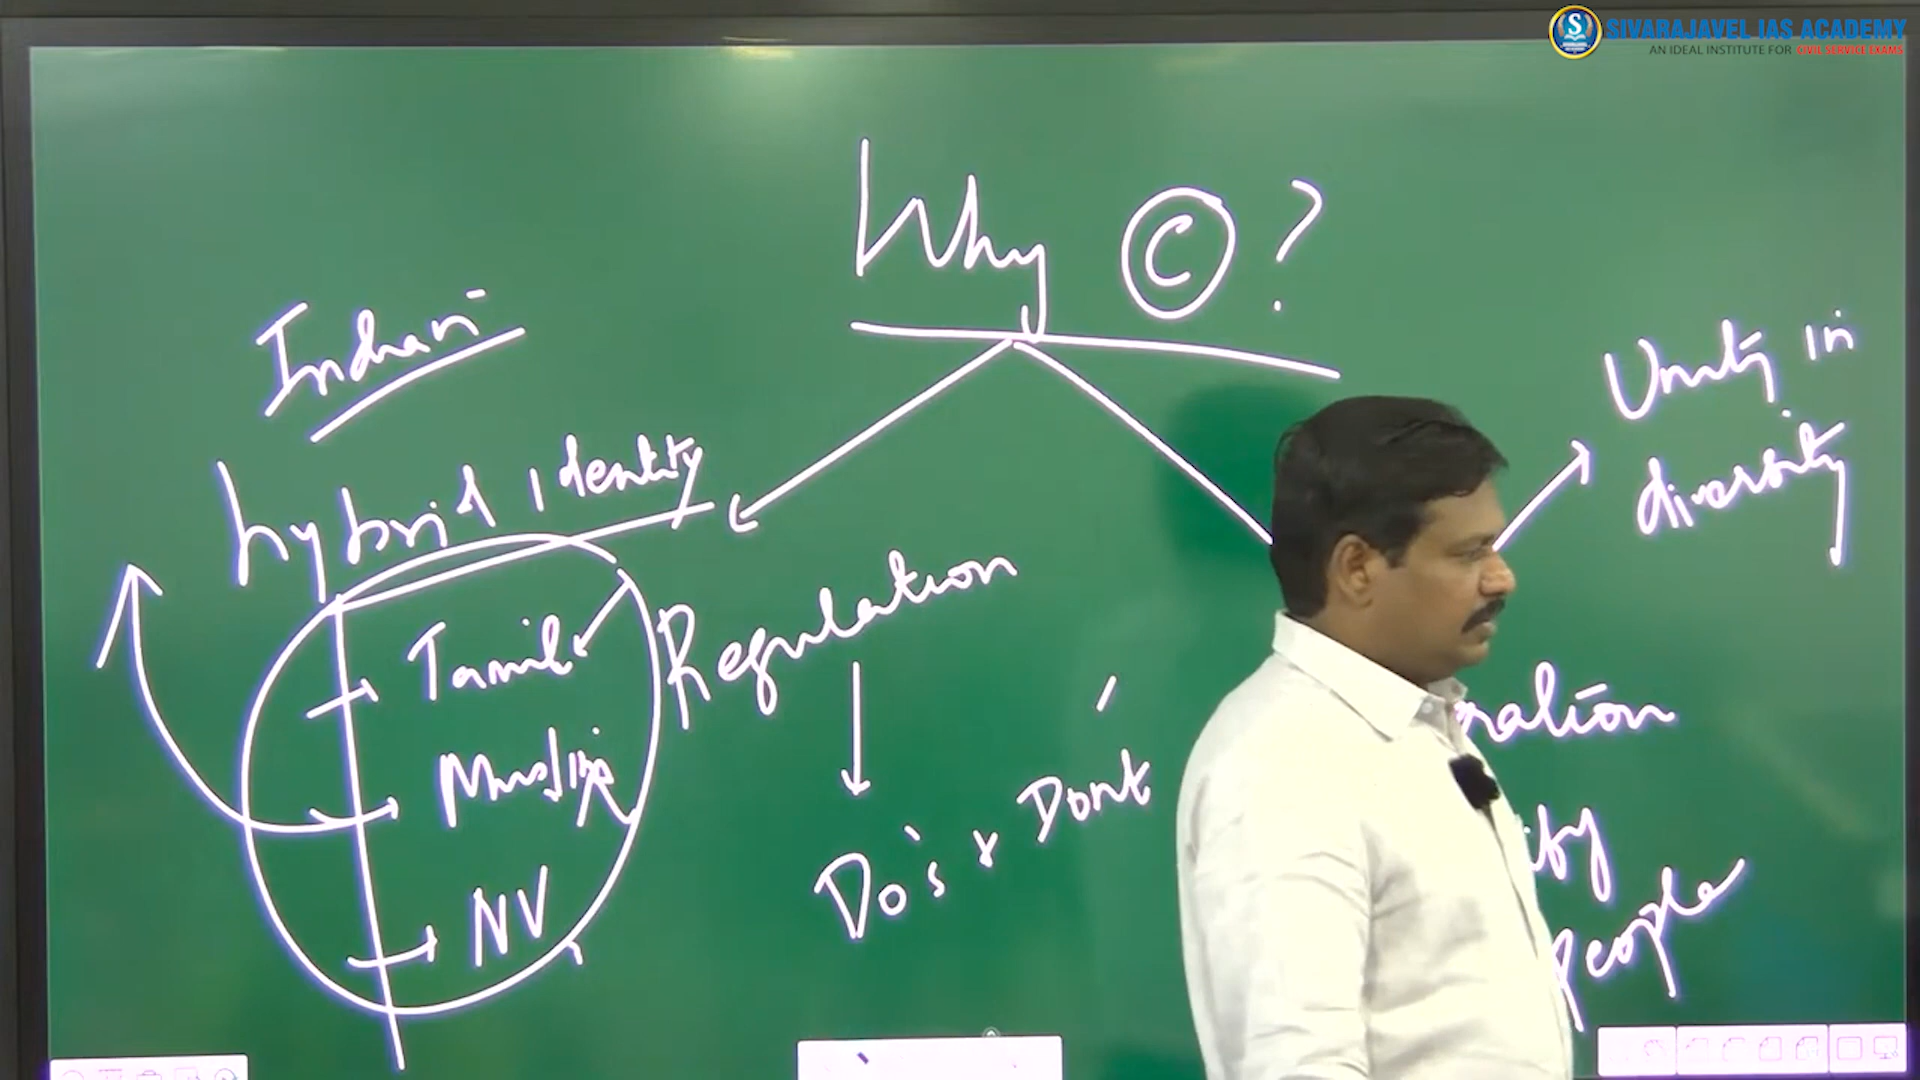 SIVARAJAVEL IAS ACADEMY
AN IDEAL INSTITUTE FOR CIVIL SERVICE EXAMS
Why © ?
Indian
hybrid identity
Tamil
Muslim
NV
Regulation
Do's & Dont
Unity in
diversity
people